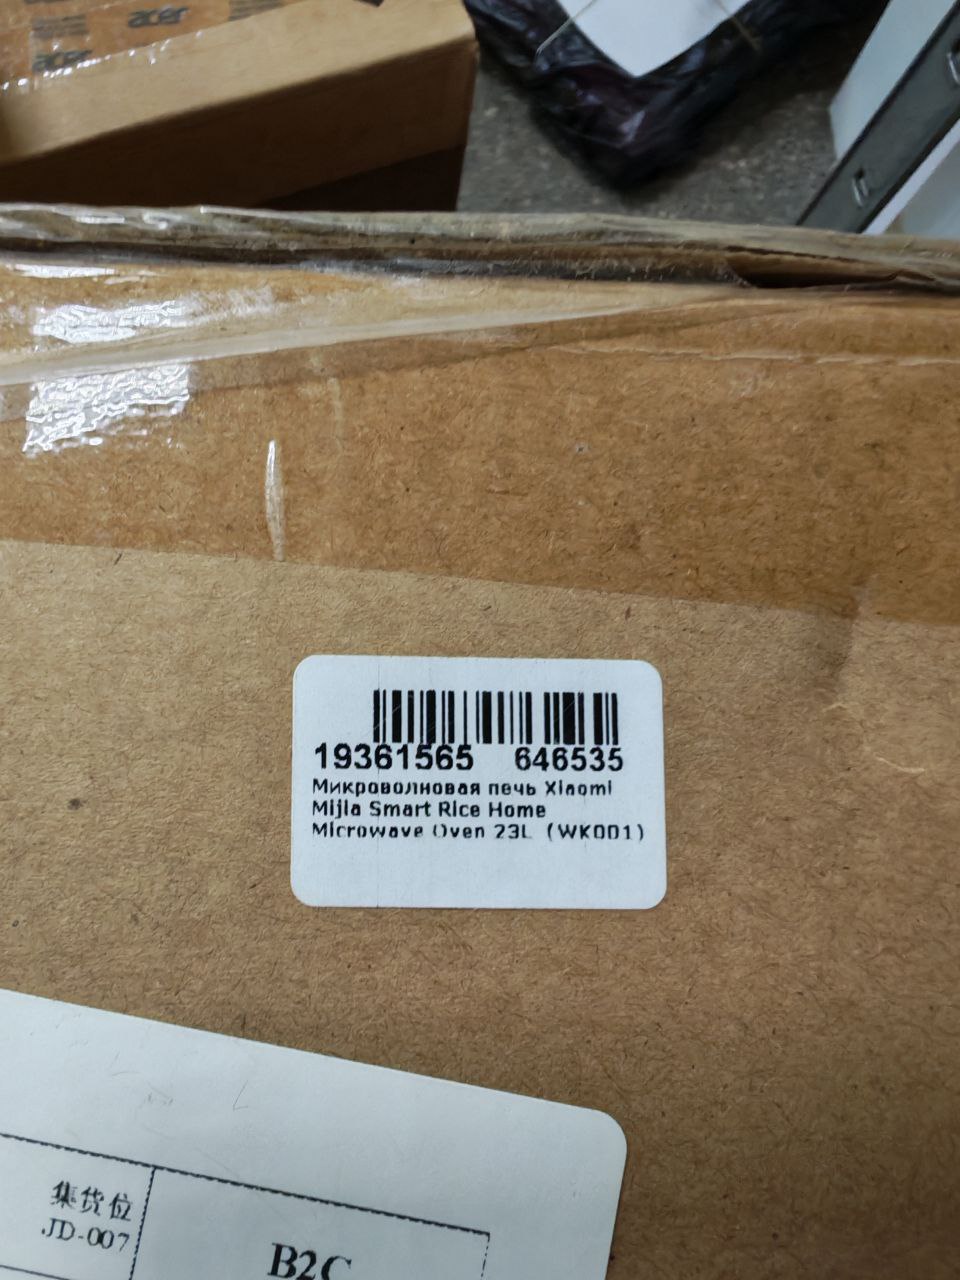 acer
acer
19361565 646535
Микроволновая печь Xiaomi
Mijia Smart Rice Home
Microwave Oven 23L (WK001)
集货位
JD-007
B2C